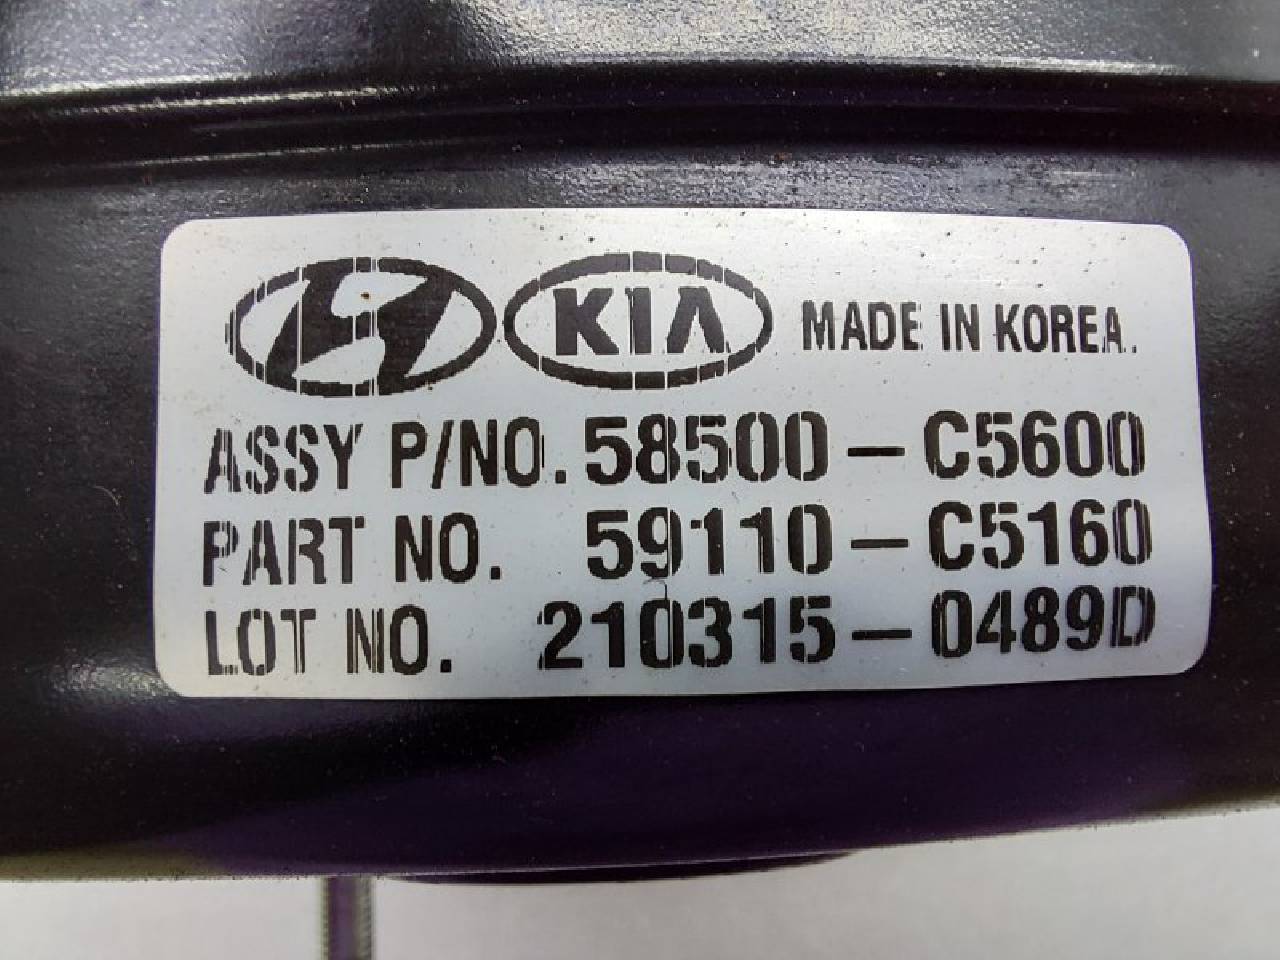 KIA MADE IN KOREA.
ASSY P/NO. 58500-C5600
PART NO. 59110-C5160
LOT NO. 210315-0489D